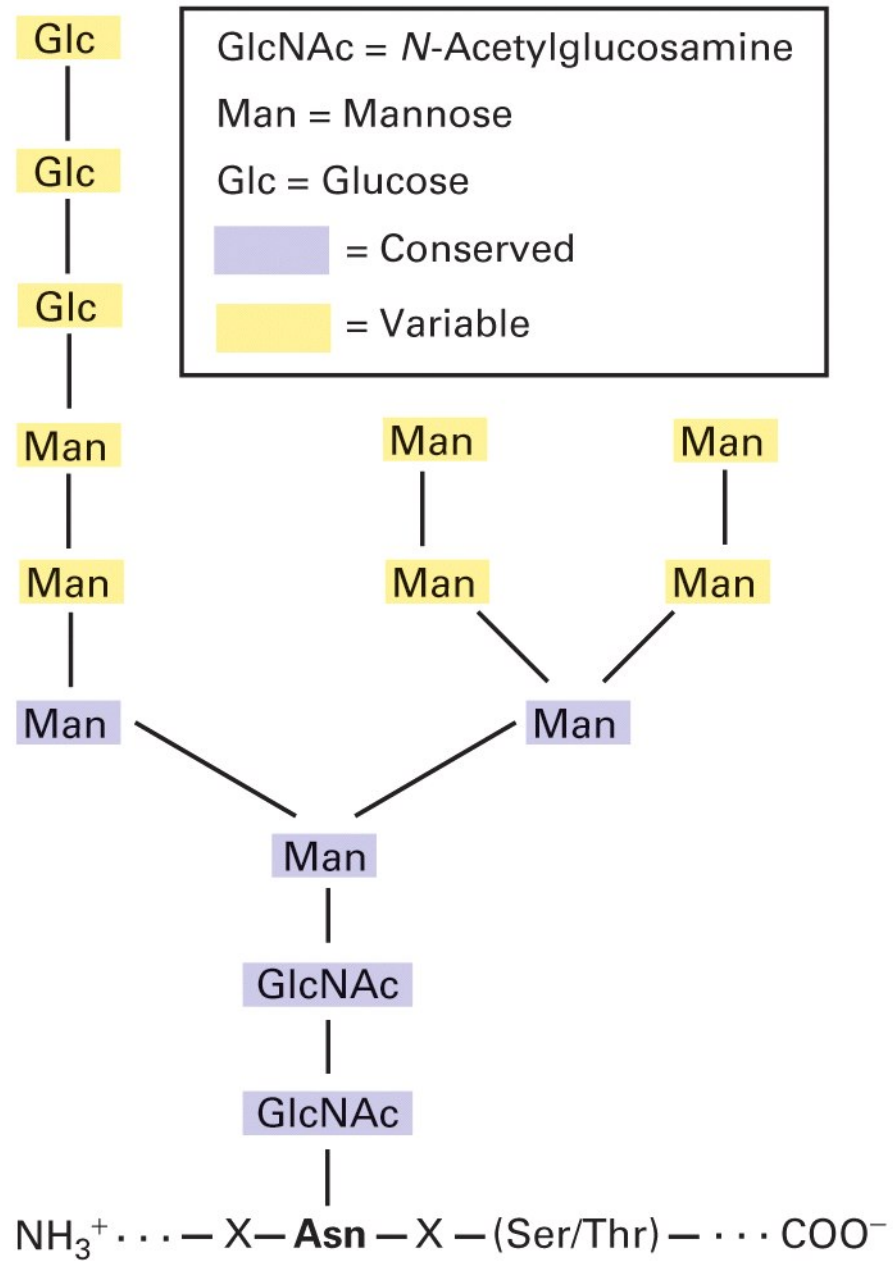 Glc
GlcNAc = N-Acetylglucosamine
Man = Mannose
Glc
Glc = Glucose
= Conserved
Glc
= Variable
Man
Man
Man
Man
Man
Man
Man
Man
Man
GlcNAc
GlcNAc
NH₃⁺ · · · — X — Asn — X — (Ser/Thr) — · · · COO⁻